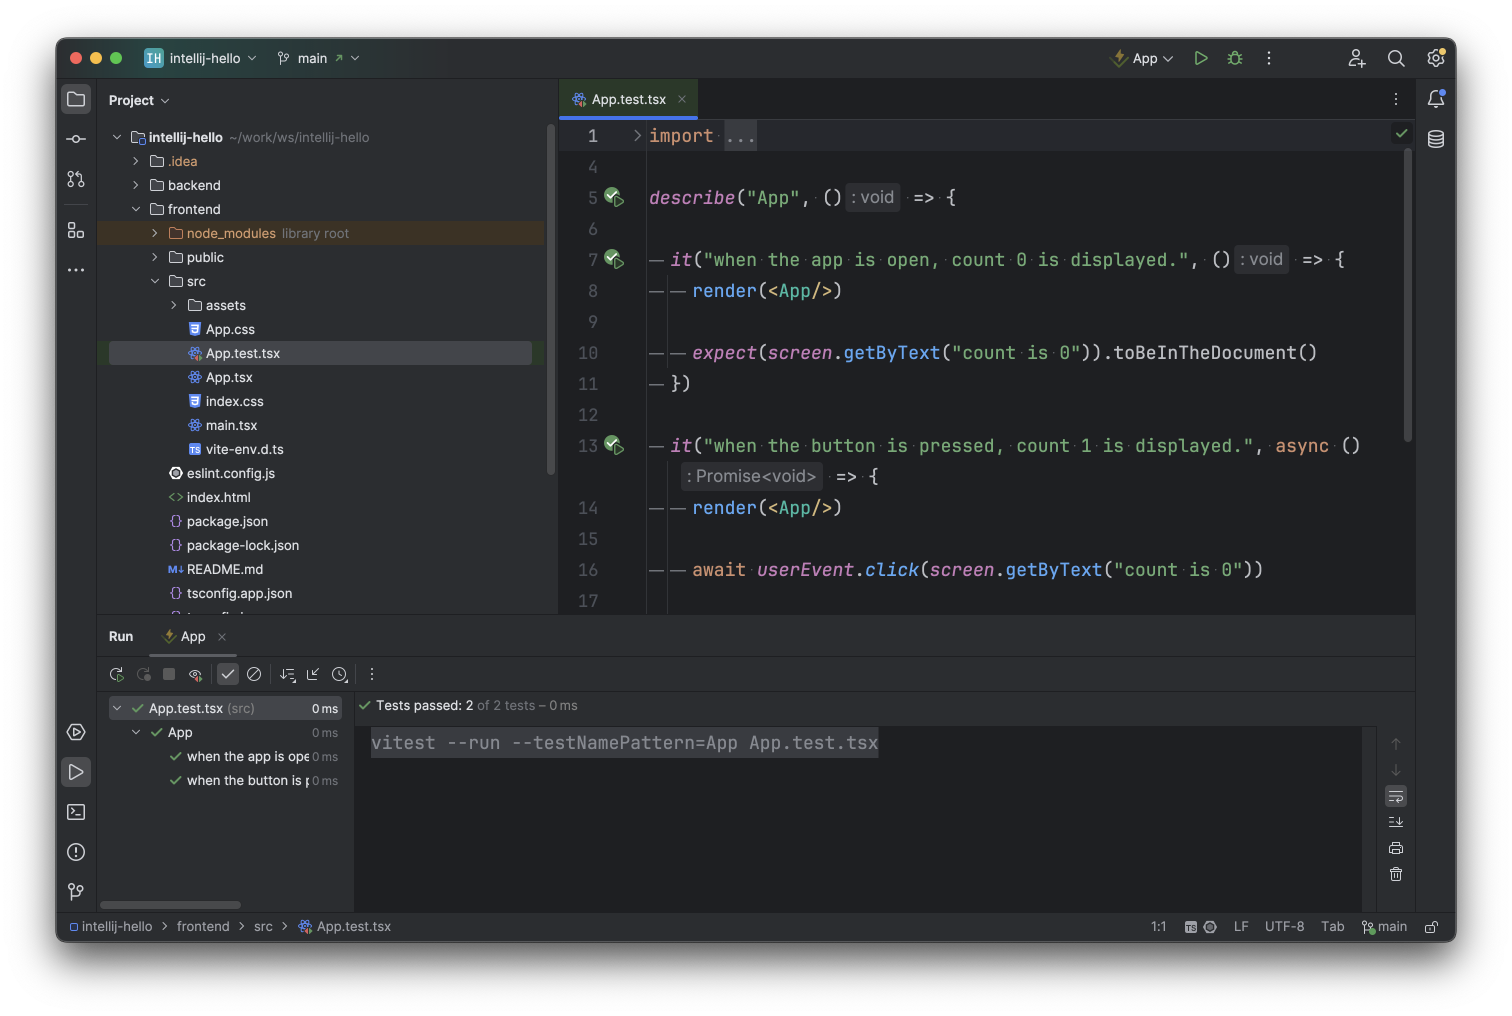 IH intellij-hello main App
Project
App.test.tsx
intellij-hello ~/work/ws/intellij-hello
.idea
backend
frontend
node_modules library root
public
src
assets
App.css
App.test.tsx
App.tsx
index.css
main.tsx
TS vite-env.d.ts
eslint.config.js
<> index.html
{} package.json
{} package-lock.json
M↓ README.md
{} tsconfig.app.json
1 import ...
4
5 describe("App", () : void => {
6
7 it("when the app is open, count 0 is displayed.", () : void => {
8 render(<App/>)
9
10 expect(screen.getByText("count is 0")).toBeInTheDocument()
11 })
12
13 it("when the button is pressed, count 1 is displayed.", async ()
: Promise<void> => {
14 render(<App/>)
15
16 await userEvent.click(screen.getByText("count is 0"))
17
Run App
App.test.tsx (src) 0 ms
App 0 ms
when the app is ope 0 ms
when the button is 0 ms
Tests passed: 2 of 2 tests – 0 ms
vitest --run --testNamePattern=App App.test.tsx
intellij-hello > frontend > src > App.test.tsx
1:1 TS LF UTF-8 Tab main